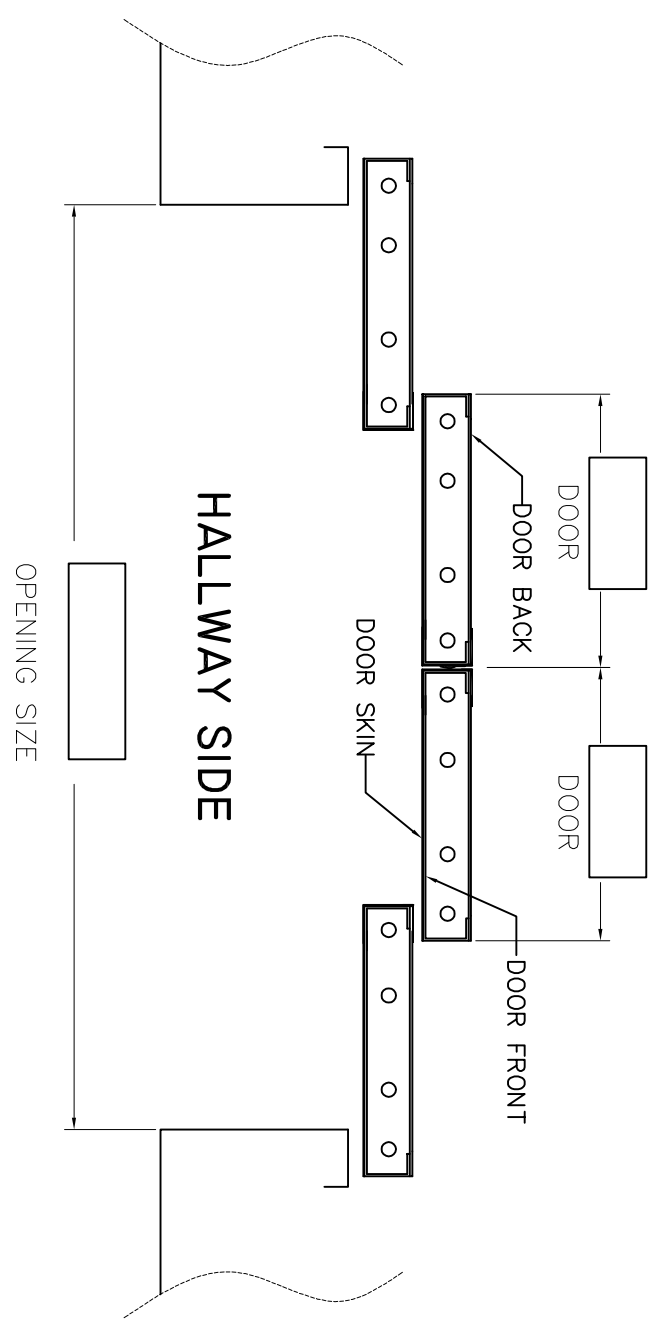 DOOR
DOOR
DOOR BACK
DOOR FRONT
DOOR SKIN
HALLWAY SIDE
OPENING SIZE